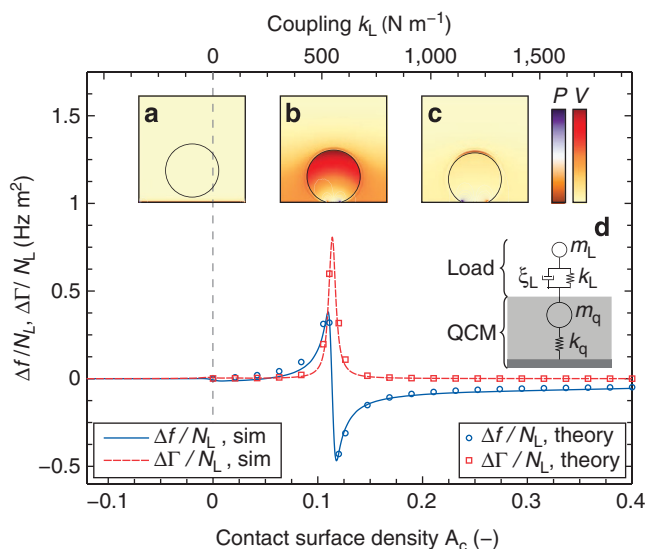 Coupling k_L (N m⁻¹)
0 500 1,000 1,500
1.5
1
0.5
0
−0.5
Δf/N_L, ΔΓ/N_L (Hz m²)
a
b
c
P V
d
Load
m_L
ξ_L
k_L
QCM
m_q
k_q
Δf/N_L, sim
ΔΓ/N_L, sim
Δf/N_L, theory
ΔΓ/N_L, theory
−0.1 0 0.1 0.2 0.3 0.4
Contact surface density A_c (-)